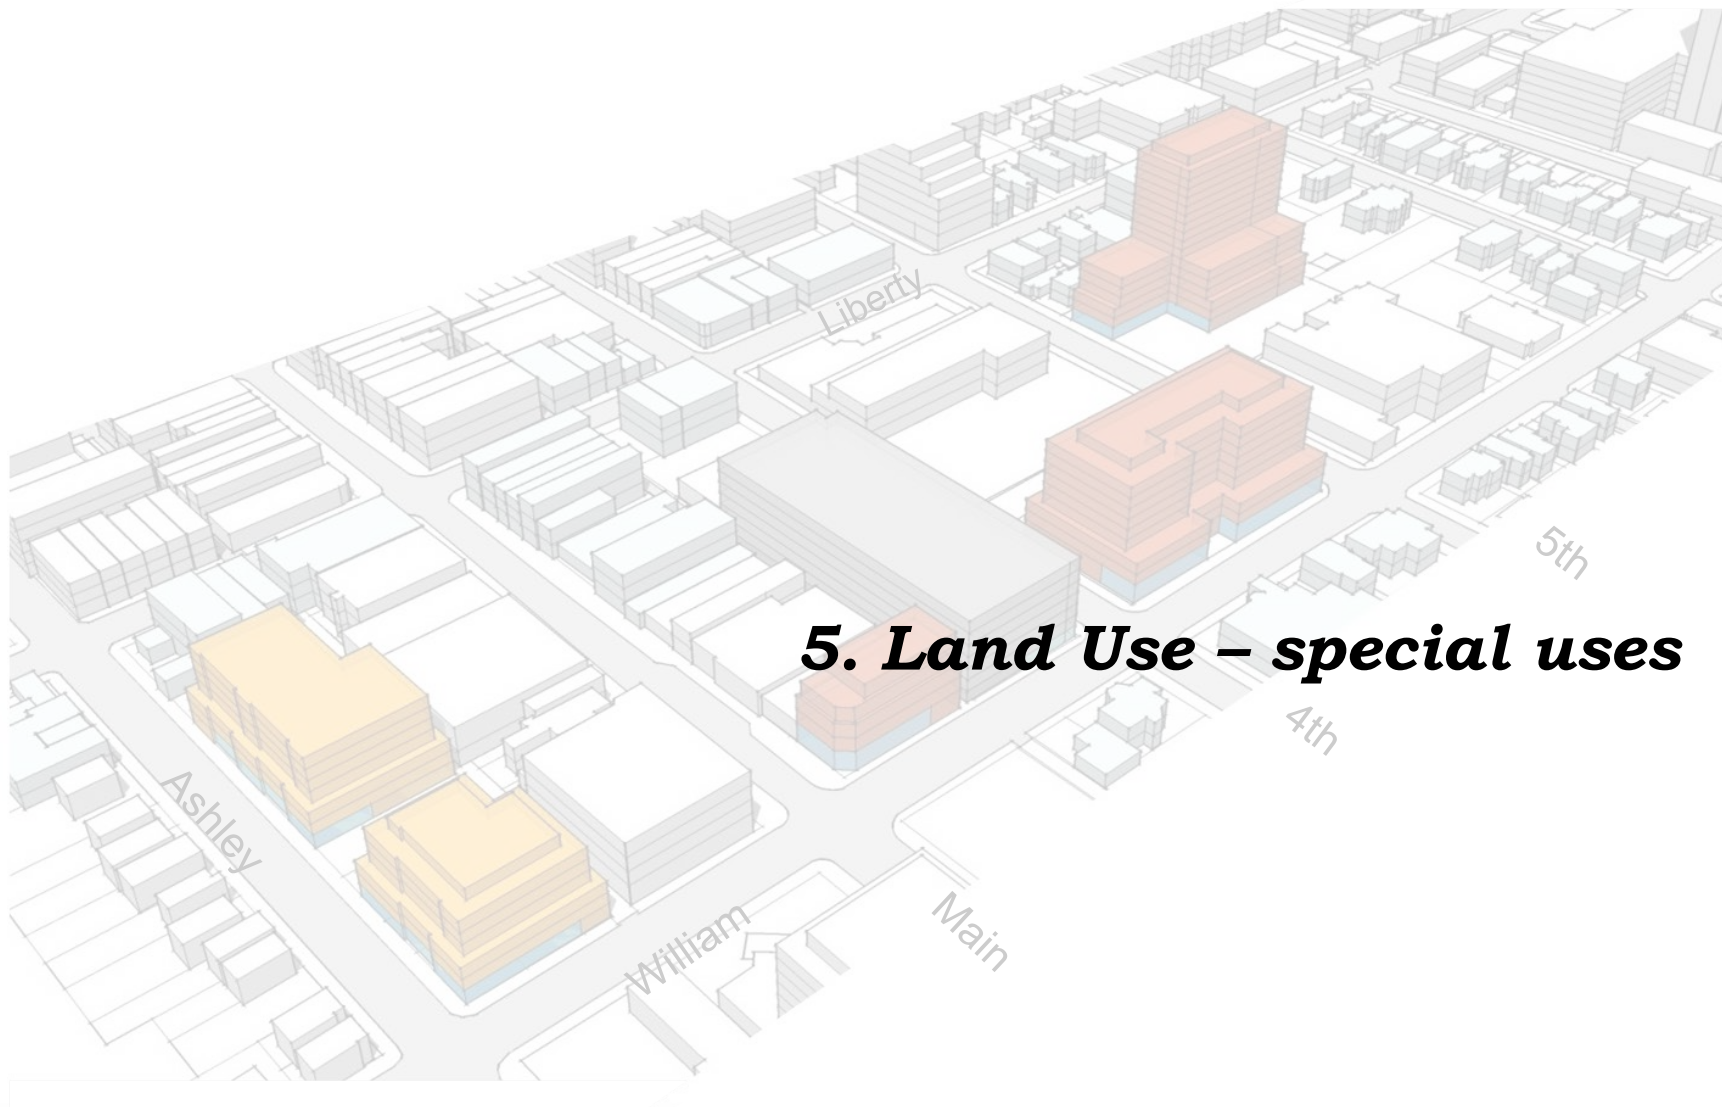 Liberty
5th
5. Land Use – special uses
4th
Ashley
William
Main